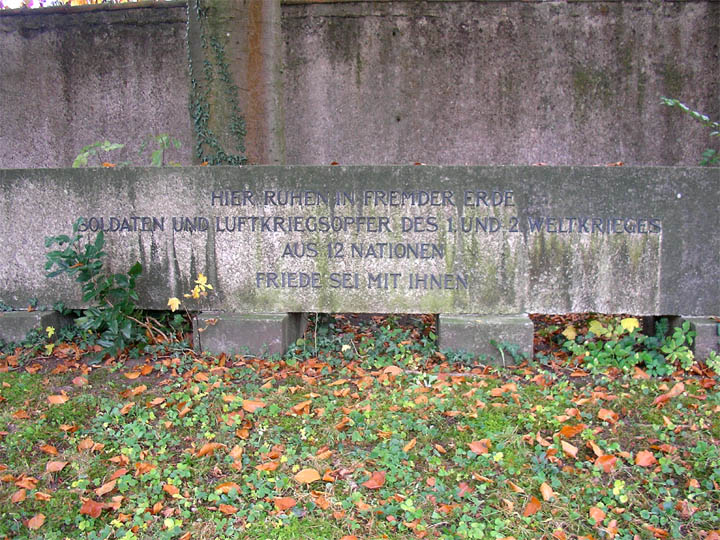 HIER RUHEN IN FREMDER ERDE
SOLDATEN UND LUFTKRIEGSOPFER DES 1. UND 2. WELTKRIEGES
AUS 12 NATIONEN
FRIEDE SEI MIT IHNEN